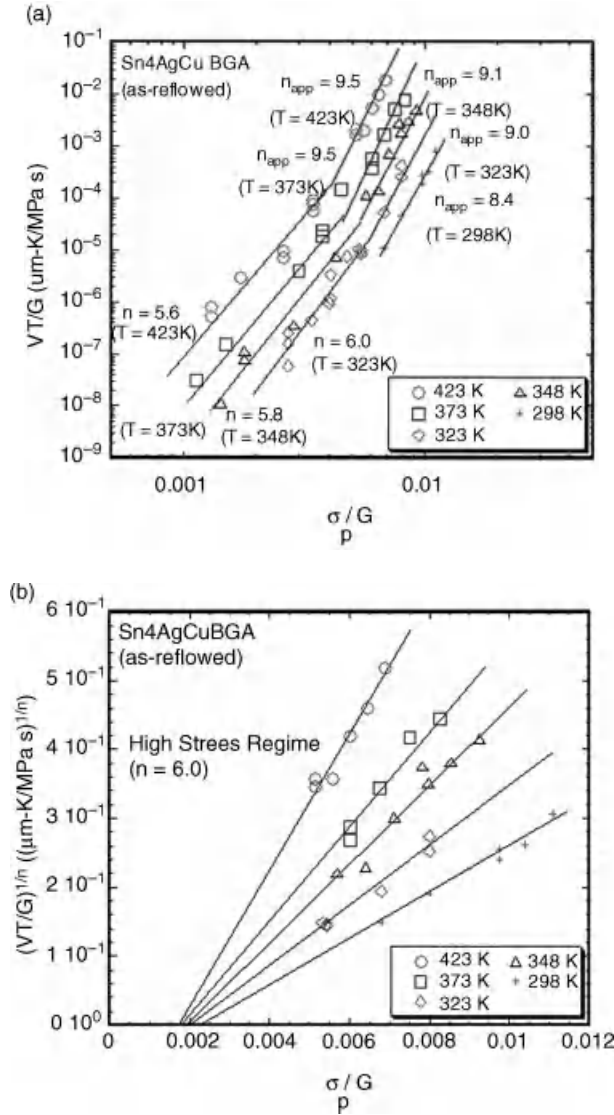 (a)
10⁻¹
10⁻²
10⁻³
10⁻⁴
10⁻⁵
10⁻⁶
10⁻⁷
10⁻⁸
10⁻⁹
VT/G (um-K/MPa s)
Sn4AgCu BGA
(as-reflowed)
n_app = 9.5
(T = 423K)
n_app = 9.5
(T = 373K)
n_app = 9.1
(T = 348K)
n_app = 9.0
(T = 323K)
n_app = 8.4
(T = 298K)
n = 5.6
(T = 423K)
n = 6.0
(T = 323K)
(T = 373K)
n = 5.8
(T = 348K)
423 K
348 K
373 K
298 K
323 K
0.001
0.01
σ_p / G
(b)
6 10⁻¹
5 10⁻¹
4 10⁻¹
3 10⁻¹
2 10⁻¹
1 10⁻¹
0 10⁰
(VT/G)^1/n ((μm-K/MPa s)^1/n)
Sn4AgCuBGA
(as-reflowed)
High Strees Regime
(n = 6.0)
423 K
348 K
373 K
298 K
323 K
0
0.002
0.004
0.006
0.008
0.01
0.012
σ_p / G